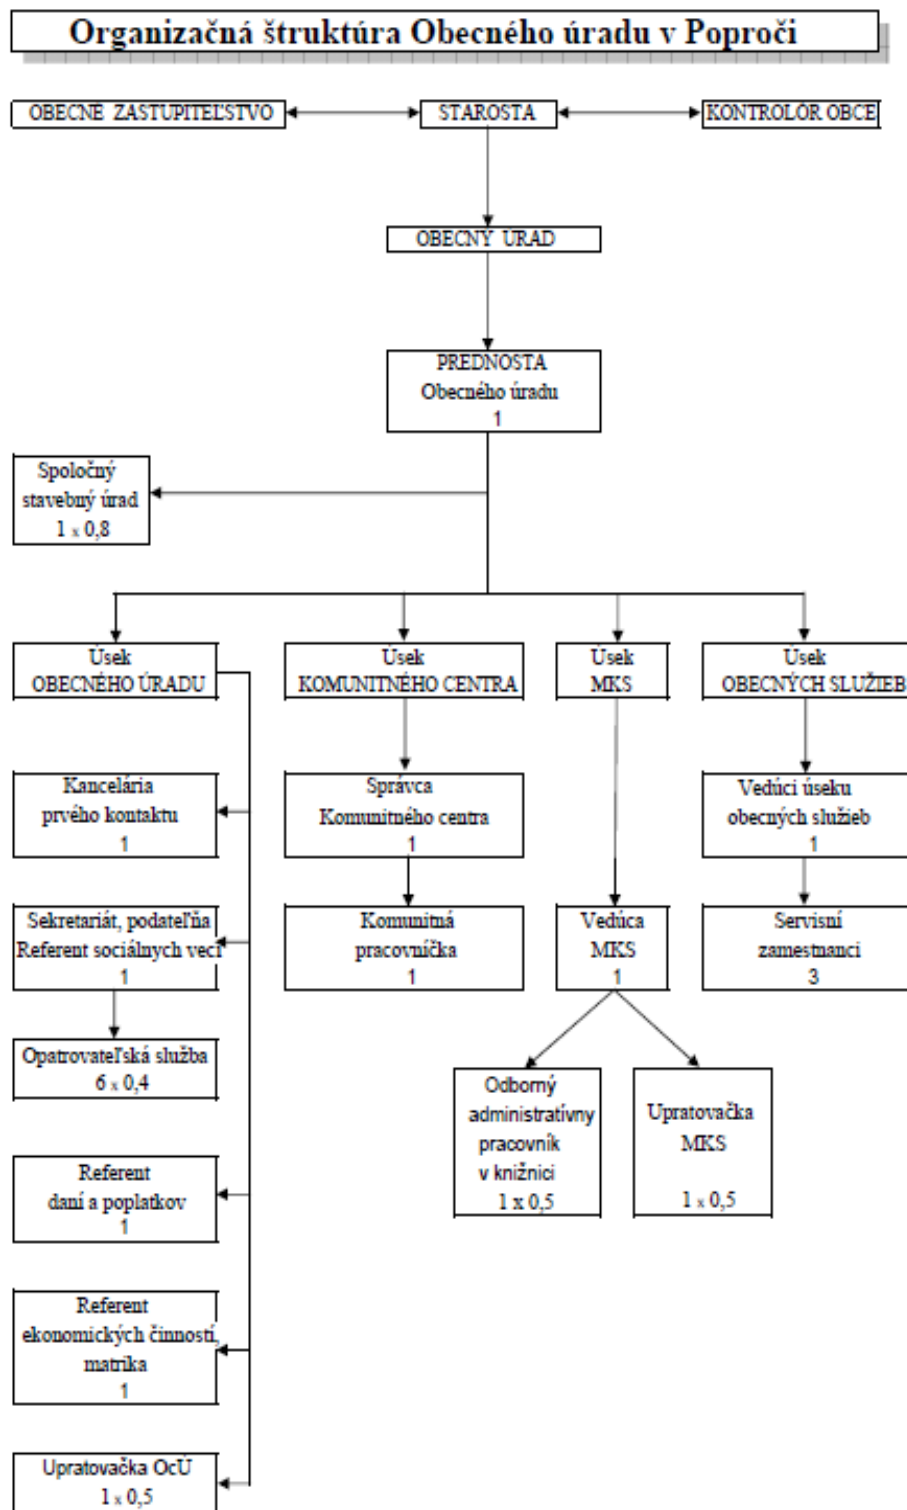 Organizačná štruktúra Obecného úradu v Poproči
OBECNÉ ZASTUPITEĽSTVO
STAROSTA
KONTROLÓR OBCE
OBECNÝ ÚRAD
PREDNOSTA
Obecného úradu
1
Spoločný
stavebný úrad
1 x 0,8
Úsek
OBECNÉHO ÚRADU
Úsek
KOMUNITNÉHO CENTRA
Úsek
MKS
Úsek
OBECNÝCH SLUŽIEB
Kancelária
prvého kontaktu
1
Správca
Komunitného centra
1
Vedúci úseku
obecných služieb
1
Sekretariát, podateľňa
Referent sociálnych vecí
1
Komunitná
pracovníčka
1
Vedúca
MKS
1
Servisní
zamestnanci
3
Opatrovateľská služba
6 x 0,4
Odborný
administratívny
pracovník
v knižnici
1 x 0,5
Upratovačka
MKS
1 x 0,5
Referent
daní a poplatkov
1
Referent
ekonomických činností,
matrika
1
Upratovačka OcÚ
1 x 0,5